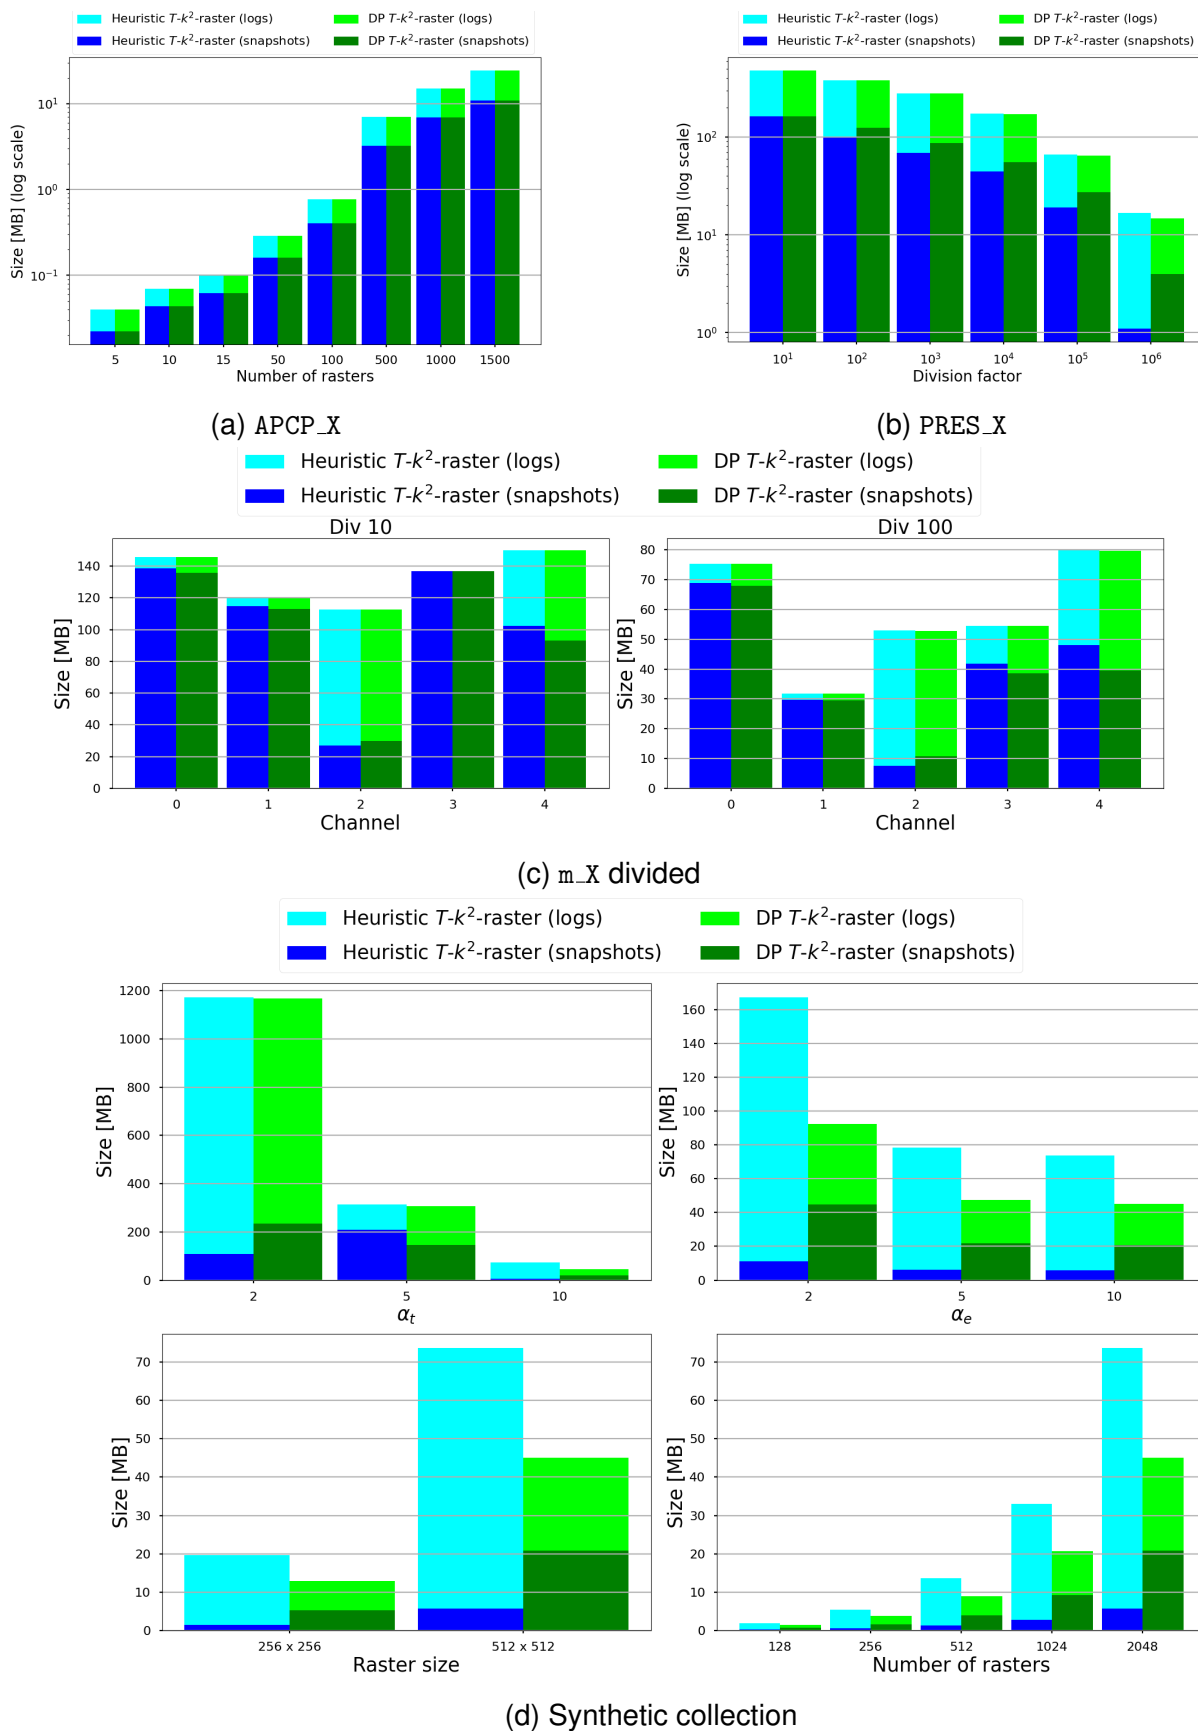 Heuristic T-k²-raster (logs) DP T-k²-raster (logs)
Heuristic T-k²-raster (snapshots) DP T-k²-raster (snapshots)
Size [MB] (log scale)
10¹
10⁰
10⁻¹
5 10 15 50 100 500 1000 1500
Number of rasters
(a) APCP_X
Heuristic T-k²-raster (logs) DP T-k²-raster (logs)
Heuristic T-k²-raster (snapshots) DP T-k²-raster (snapshots)
Size [MB] (log scale)
10²
10¹
10⁰
10¹ 10² 10³ 10⁴ 10⁵ 10⁶
Division factor
(b) PRES_X
Heuristic T-k²-raster (logs) DP T-k²-raster (logs)
Heuristic T-k²-raster (snapshots) DP T-k²-raster (snapshots)
Div 10
Size [MB]
140
120
100
80
60
40
20
0
0 1 2 3 4
Channel
Div 100
Size [MB]
80
70
60
50
40
30
20
10
0
0 1 2 3 4
Channel
(c) m_X divided
Heuristic T-k²-raster (logs) DP T-k²-raster (logs)
Heuristic T-k²-raster (snapshots) DP T-k²-raster (snapshots)
Size [MB]
1200
1000
800
600
400
200
0
2 5 10
αₜ
Size [MB]
160
140
120
100
80
60
40
20
0
2 5 10
αₑ
Size [MB]
70
60
50
40
30
20
10
0
256 x 256 512 x 512
Raster size
Size [MB]
70
60
50
40
30
20
10
0
128 256 512 1024 2048
Number of rasters
(d) Synthetic collection